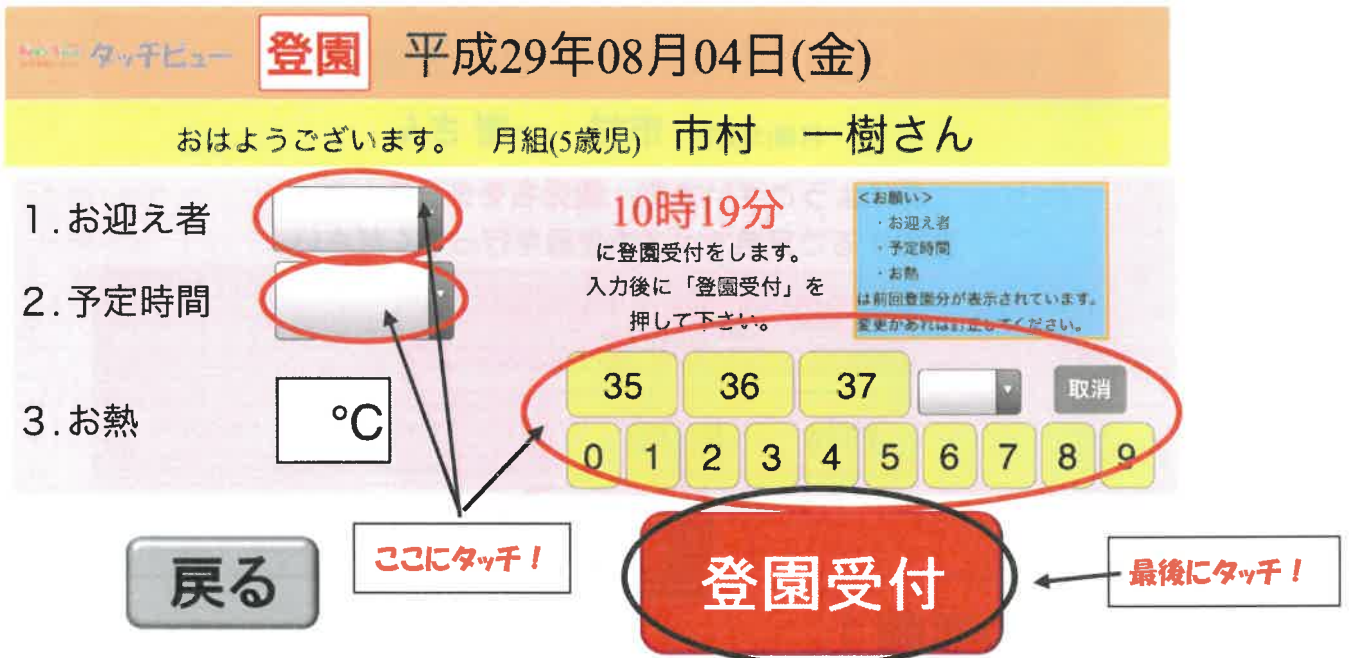 タッチビュー 登園 平成29年08月04日(金)
おはようございます。 月組(5歳児) 市村 一樹さん
1.お迎え者
2.予定時間
3.お熱
℃
10時19分
に登園受付をします。
入力後に「登園受付」を
押して下さい。
<お願い>
・お迎え者
・予定時間
・お熱
は前回登園分が表示されています。
変更があれば訂正してください。
35 36 37 取消
0 1 2 3 4 5 6 7 8 9
ここにタッチ!
戻る
登園受付
最後にタッチ!